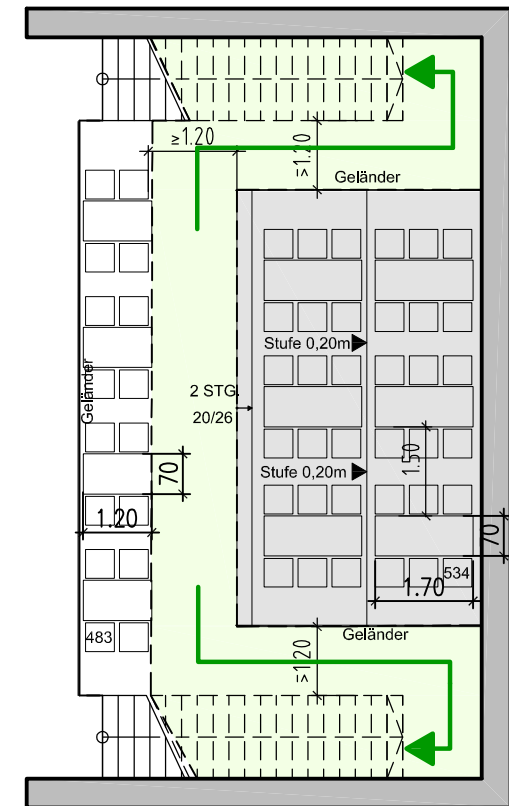 ≥1.20
≥1.20
Geländer
Stufe 0,20m
Geländer
2 STG.
20/26
1.50
70
Stufe 0,20m
1.20
70
534
1.70
483
Geländer
≥1.20